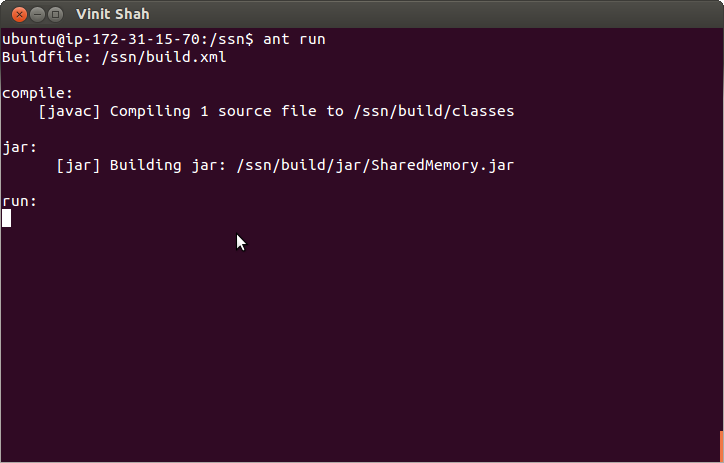 Vinit Shah
ubuntu@ip-172-31-15-70:/ssn$ ant run
Buildfile: /ssn/build.xml
compile:
[javac] Compiling 1 source file to /ssn/build/classes
jar:
[jar] Building jar: /ssn/build/jar/SharedMemory.jar
run: